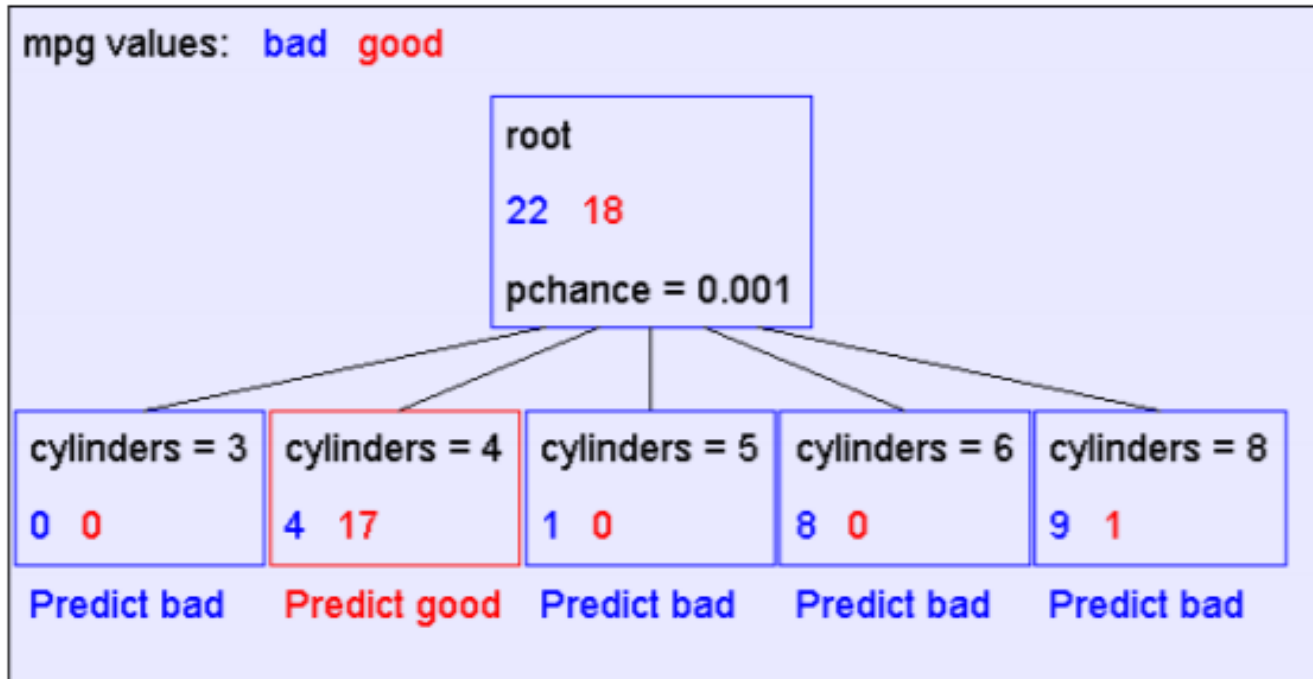 mpg values: bad good
root
22 18
pchance = 0.001
cylinders = 3 cylinders = 4 cylinders = 5 cylinders = 6 cylinders = 8
0 0 4 17 1 0 8 0 9 1
Predict bad Predict good Predict bad Predict bad Predict bad